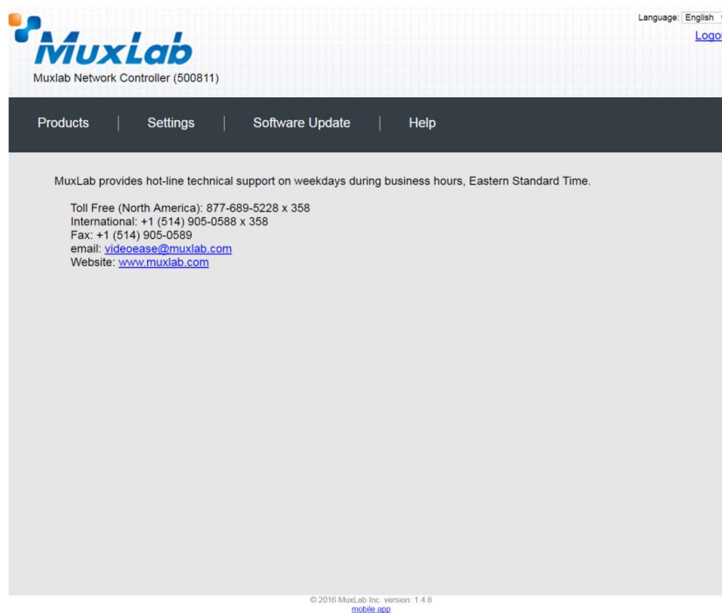 Language: English
Logou
MuxLab
Muxlab Network Controller (500811)
Products | Settings | Software Update | Help
MuxLab provides hot-line technical support on weekdays during business hours, Eastern Standard Time.
Toll Free (North America): 877-689-5228 x 358
International: +1 (514) 905-0588 x 358
Fax: +1 (514) 905-0589
email: videoease@muxlab.com
Website: www.muxlab.com
© 2016 MuxLab Inc. version: 1.4.8
mobile app